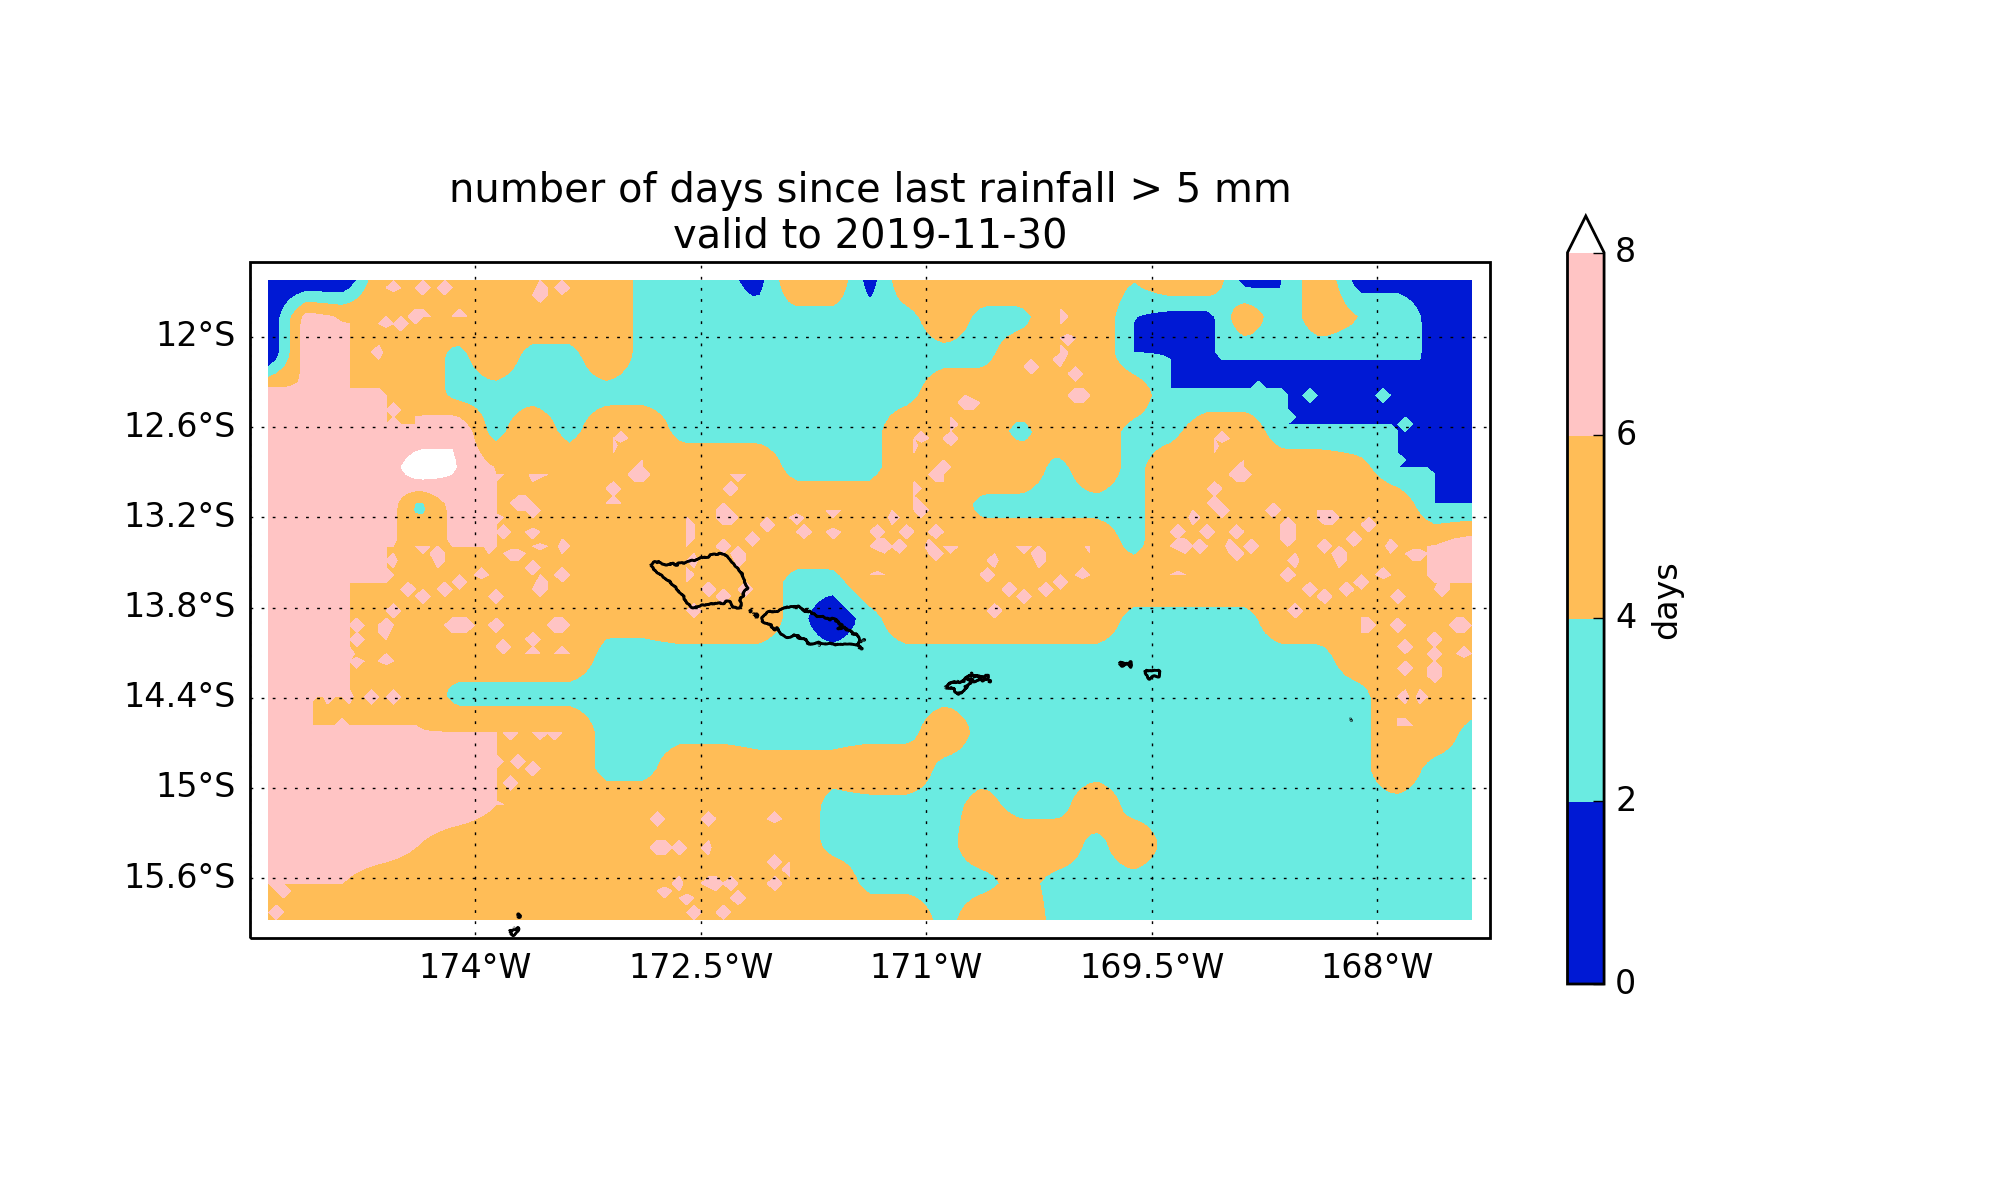 number of days since last rainfall > 5 mm
valid to 2019-11-30
12°S
12.6°S
13.2°S
13.8°S
14.4°S
15°S
15.6°S
174°W 172.5°W 171°W 169.5°W 168°W
8
6
4
2
0
days